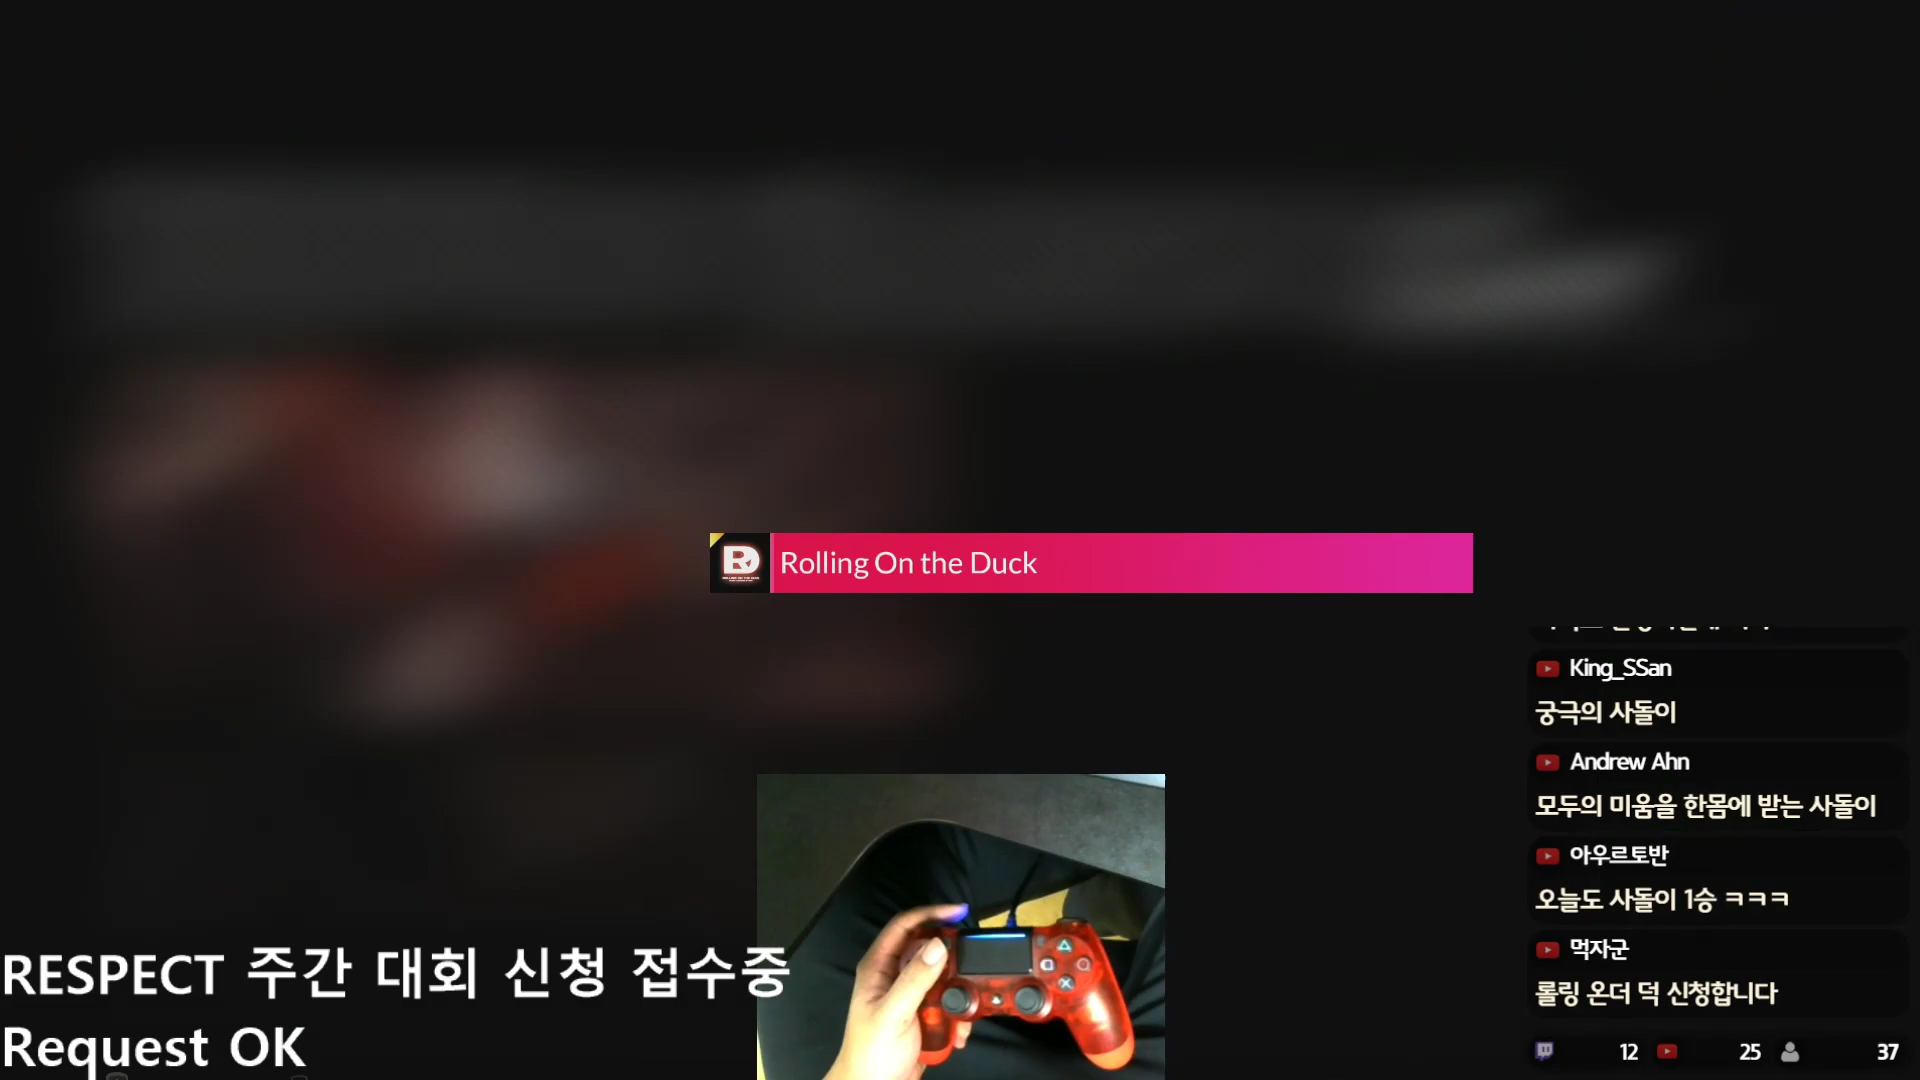 Rolling On the Duck
King_SSan
궁극의 사돌이
Andrew Ahn
모두의 미움을 한몸에 받는 사돌이
아우르토반
오늘도 사돌이 1승 ㅋㅋㅋ
먹자군
롤링 온더 덕 신청합니다
12 25 37
RESPECT 주간 대회 신청 접수중
Request OK